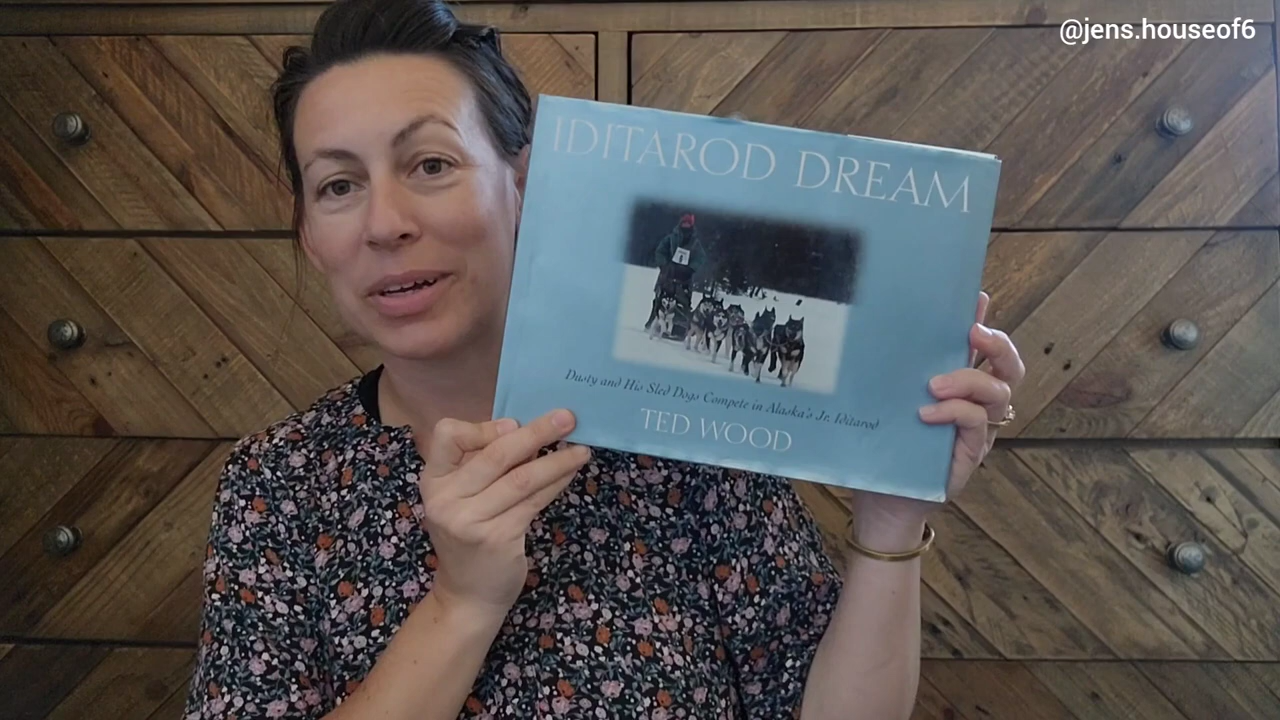 @jens.houseof6
IDITAROD DREAM
Dusty and His Sled Dogs Compete in Alaska's Jr. Iditarod
TED WOOD